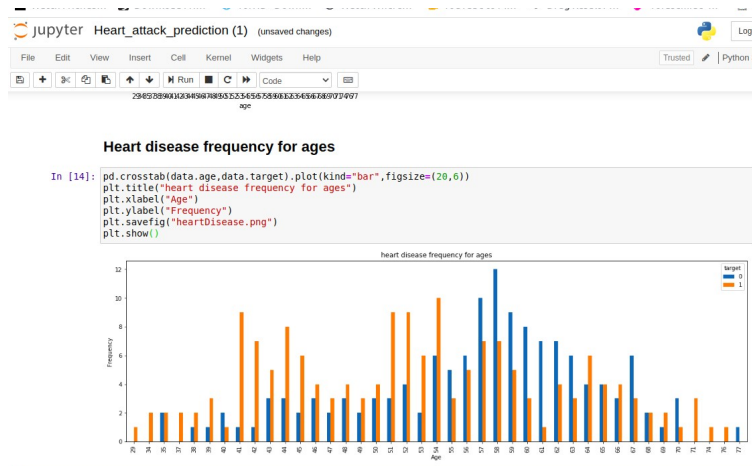 jupyter Heart_attack_prediction (1) (unsaved changes)
Log
File Edit View Insert Cell Kernel Widgets Help
Trusted Python
Run Code
age
Heart disease frequency for ages
In [14]: pd.crosstab(data.age,data.target).plot(kind="bar",figsize=(20,6))
plt.title("heart disease frequency for ages")
plt.xlabel("Age")
plt.ylabel("Frequency")
plt.savefig("heartDisease.png")
plt.show()
heart disease frequency for ages
target
0
1
Frequency
12
10
8
6
4
2
0
29 34 35 37 38 39 40 41 42 43 44 45 46 47 48 49 50 51 52 53 54 55 56 57 58 59 60 61 62 63 64 65 66 67 68 69 70 71 74 76 77
Age